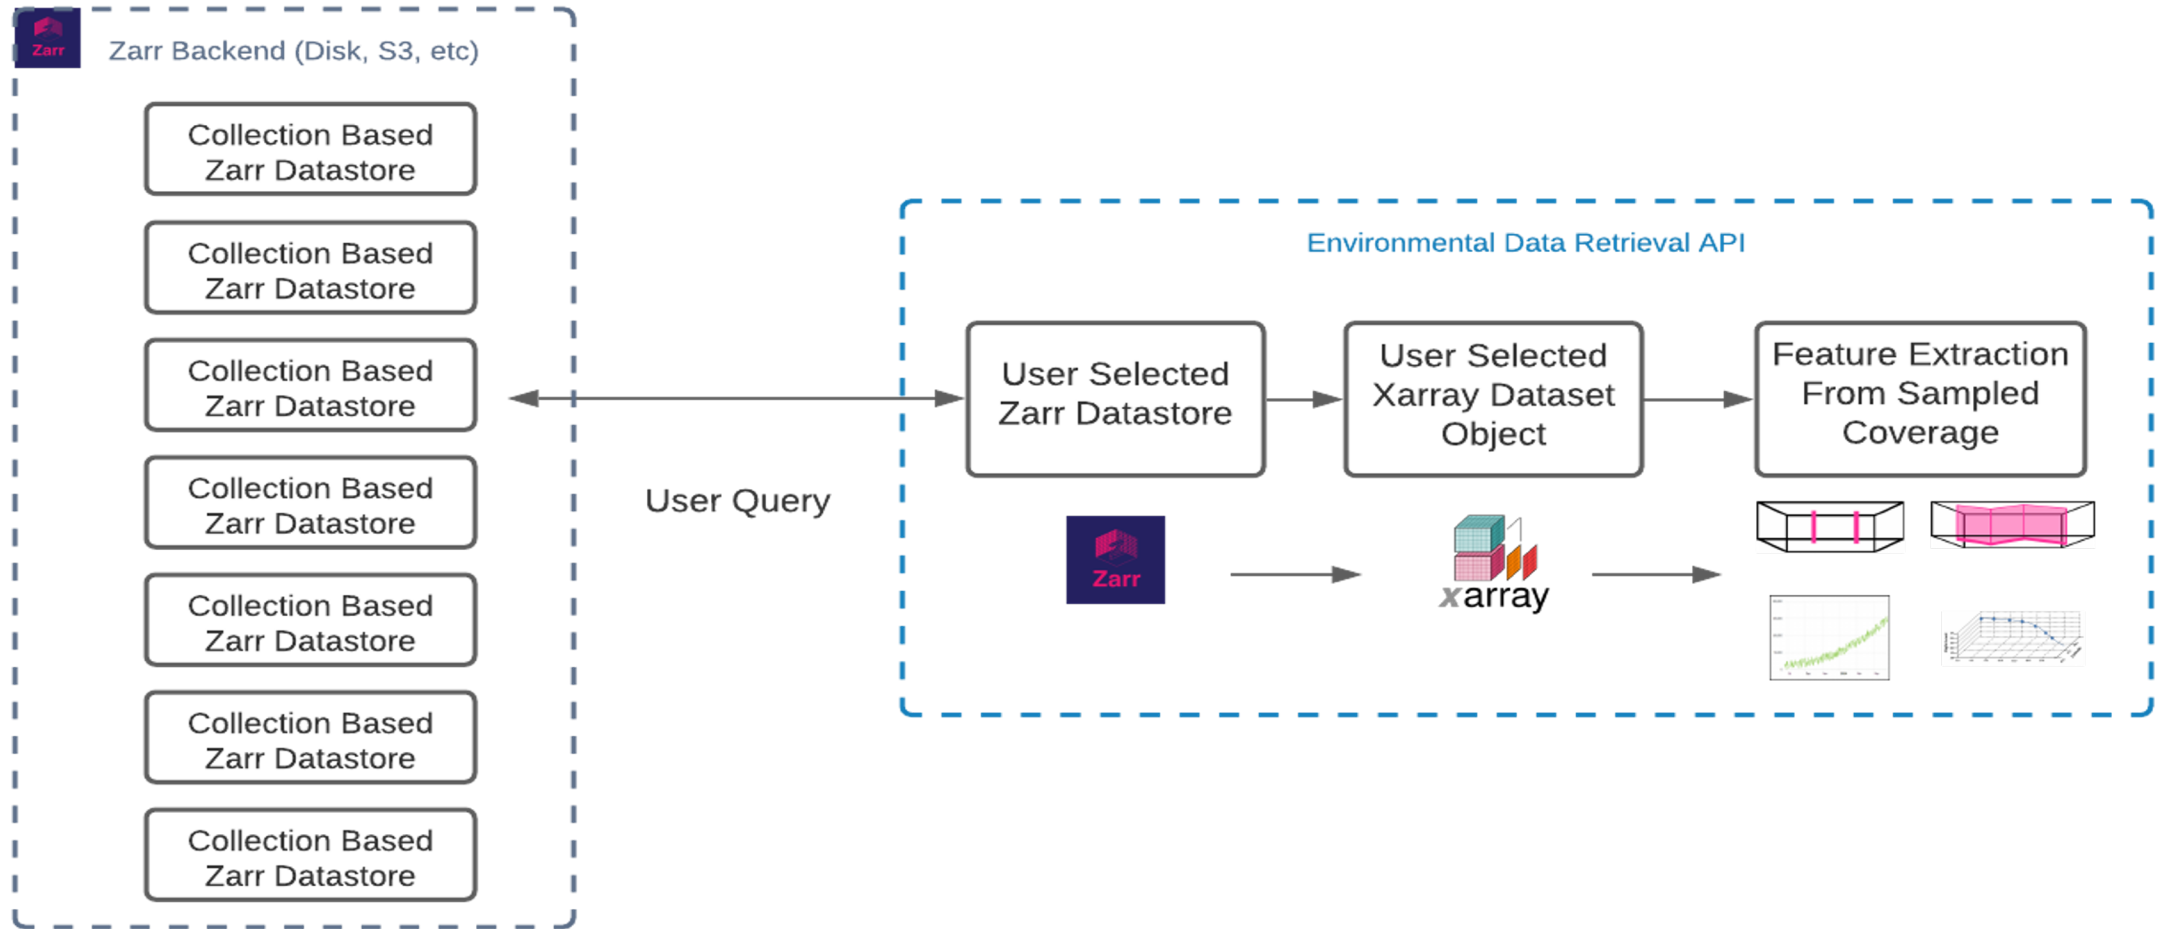 Zarr
Zarr Backend (Disk, S3, etc)
Collection Based
Zarr Datastore
Collection Based
Zarr Datastore
Collection Based
Zarr Datastore
Collection Based
Zarr Datastore
Collection Based
Zarr Datastore
Collection Based
Zarr Datastore
Collection Based
Zarr Datastore
User Query
Environmental Data Retrieval API
User Selected
Zarr Datastore
User Selected
Xarray Dataset
Object
Feature Extraction
From Sampled
Coverage
Zarr
xarray